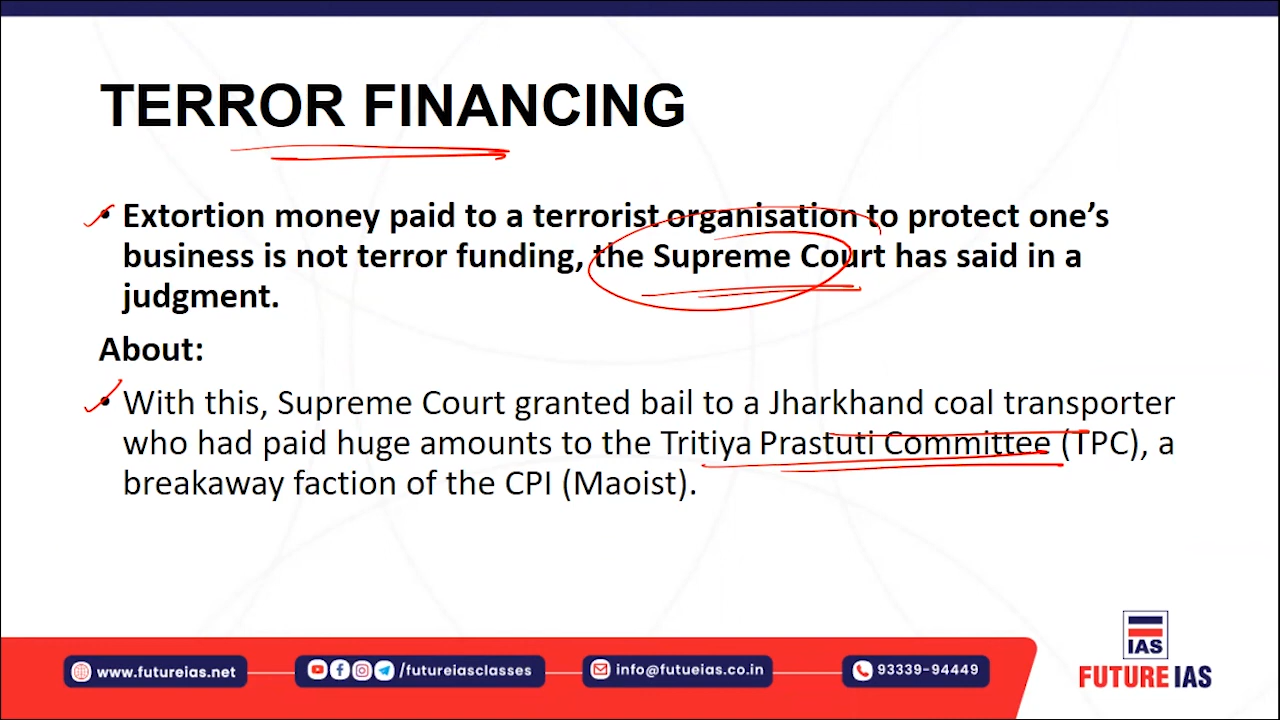 TERROR FINANCING
• Extortion money paid to a terrorist organisation to protect one’s
business is not terror funding, the Supreme Court has said in a
judgment.
About:
• With this, Supreme Court granted bail to a Jharkhand coal transporter
who had paid huge amounts to the Tritiya Prastuti Committee (TPC), a
breakaway faction of the CPI (Maoist).
IAS
FUTURE IAS
www.futureias.net
/futureiasclasses
info@futueias.co.in
93339-94449